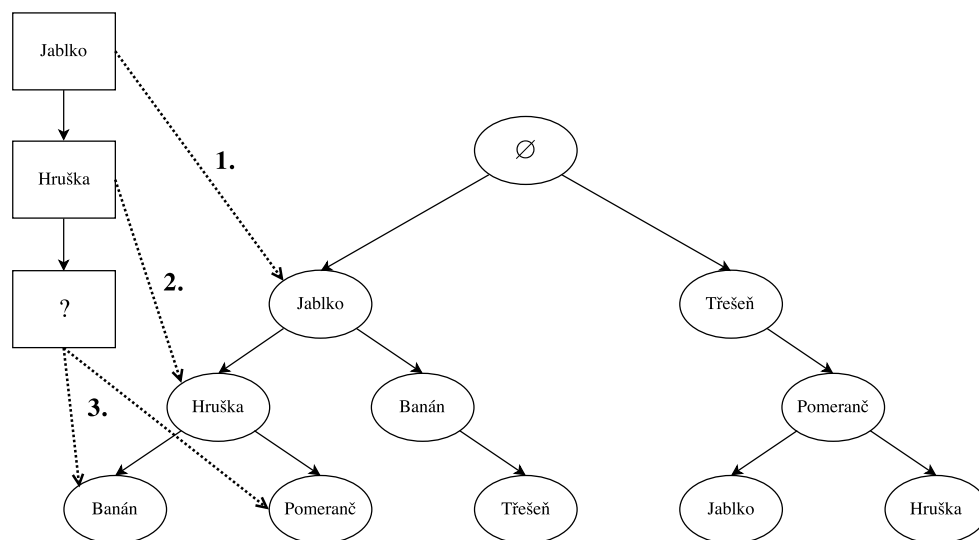 Jablko
1.
∅
Hruška
2.
?
Jablko
Třešeň
3.
Hruška
Banán
Pomeranč
Banán
Pomeranč
Třešeň
Jablko
Hruška